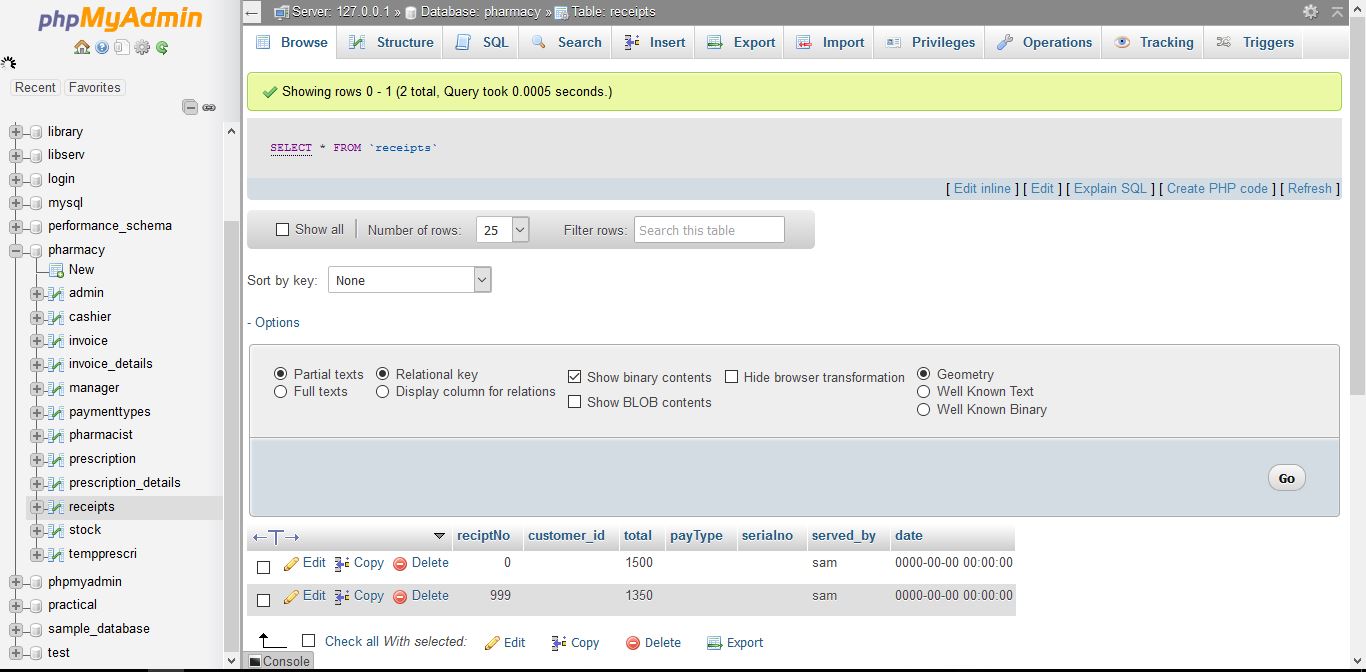 phpMyAdmin
Recent Favorites
library
libserv
login
mysql
performance_schema
pharmacy
New
admin
cashier
invoice
invoice_details
manager
paymenttypes
pharmacist
prescription
prescription_details
receipts
stock
tempprescri
phpmyadmin
practical
sample_database
test
Server: 127.0.0.1 » Database: pharmacy » Table: receipts
Browse Structure SQL Search Insert Export Import Privileges Operations Tracking Triggers
Showing rows 0 - 1 (2 total, Query took 0.0005 seconds.)
SELECT * FROM `receipts`
[ Edit inline ] [ Edit ] [ Explain SQL ] [ Create PHP code ] [ Refresh ]
Show all Number of rows: 25 Filter rows: Search this table
Sort by key: None
- Options
Partial texts Relational key Show binary contents Hide browser transformation Geometry
Full texts Display column for relations Show BLOB contents Well Known Text
Well Known Binary
Go
←T→ reciptNo customer_id total payType serialno served_by date
Edit Copy Delete 0 1500 sam 0000-00-00 00:00:00
Edit Copy Delete 999 1350 sam 0000-00-00 00:00:00
Check all With selected: Edit Copy Delete Export
Console